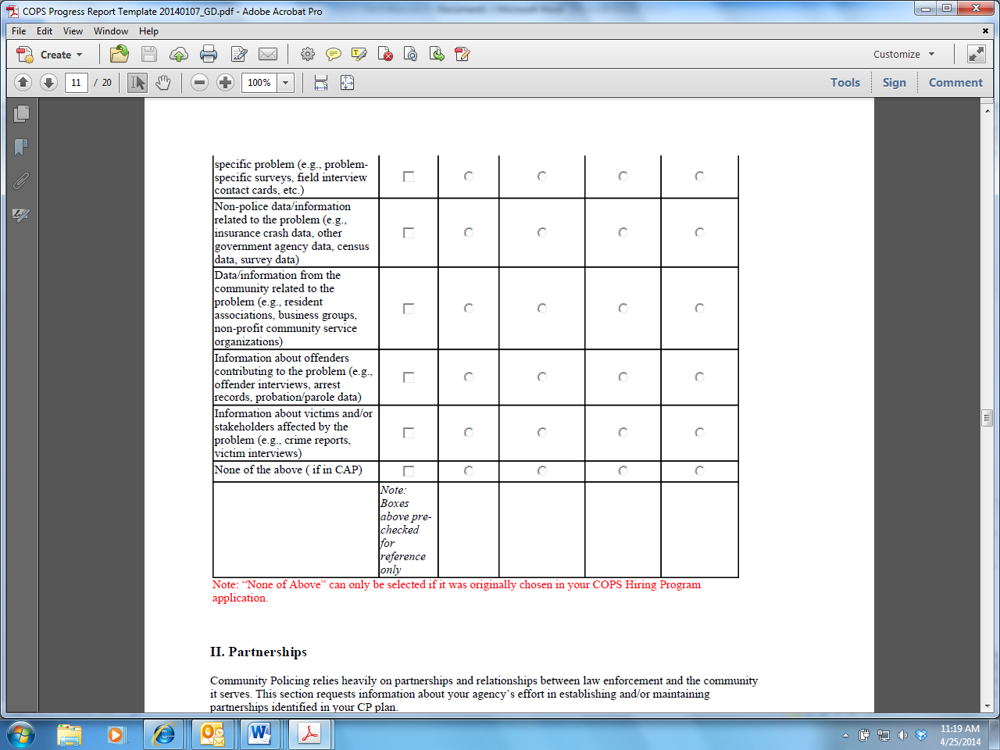 COPS Progress Report Template 20140107_GD.pdf - Adobe Acrobat Pro
File Edit View Window Help
Create
Customize
11 / 20
100%
Tools Sign Comment
specific problem (e.g., problem-
specific surveys, field interview
contact cards, etc.)
Non-police data/information
related to the problem (e.g.,
insurance crash data, other
government agency data, census
data, survey data)
Data/information from the
community related to the
problem (e.g., resident
associations, business groups,
non-profit community service
organizations)
Information about offenders
contributing to the problem (e.g.,
offender interviews, arrest
records, probation/parole data)
Information about victims and/or
stakeholders affected by the
problem (e.g., crime reports,
victim interviews)
None of the above ( if in CAP)
Note:
Boxes
above pre-
checked
for
reference
only
Note: “None of Above” can only be selected if it was originally chosen in your COPS Hiring Program
application.
II. Partnerships
Community Policing relies heavily on partnerships and relationships between law enforcement and the community
it serves. This section requests information about your agency’s effort in establishing and/or maintaining
partnerships identified in your CP plan.
11:19 AM
4/25/2014